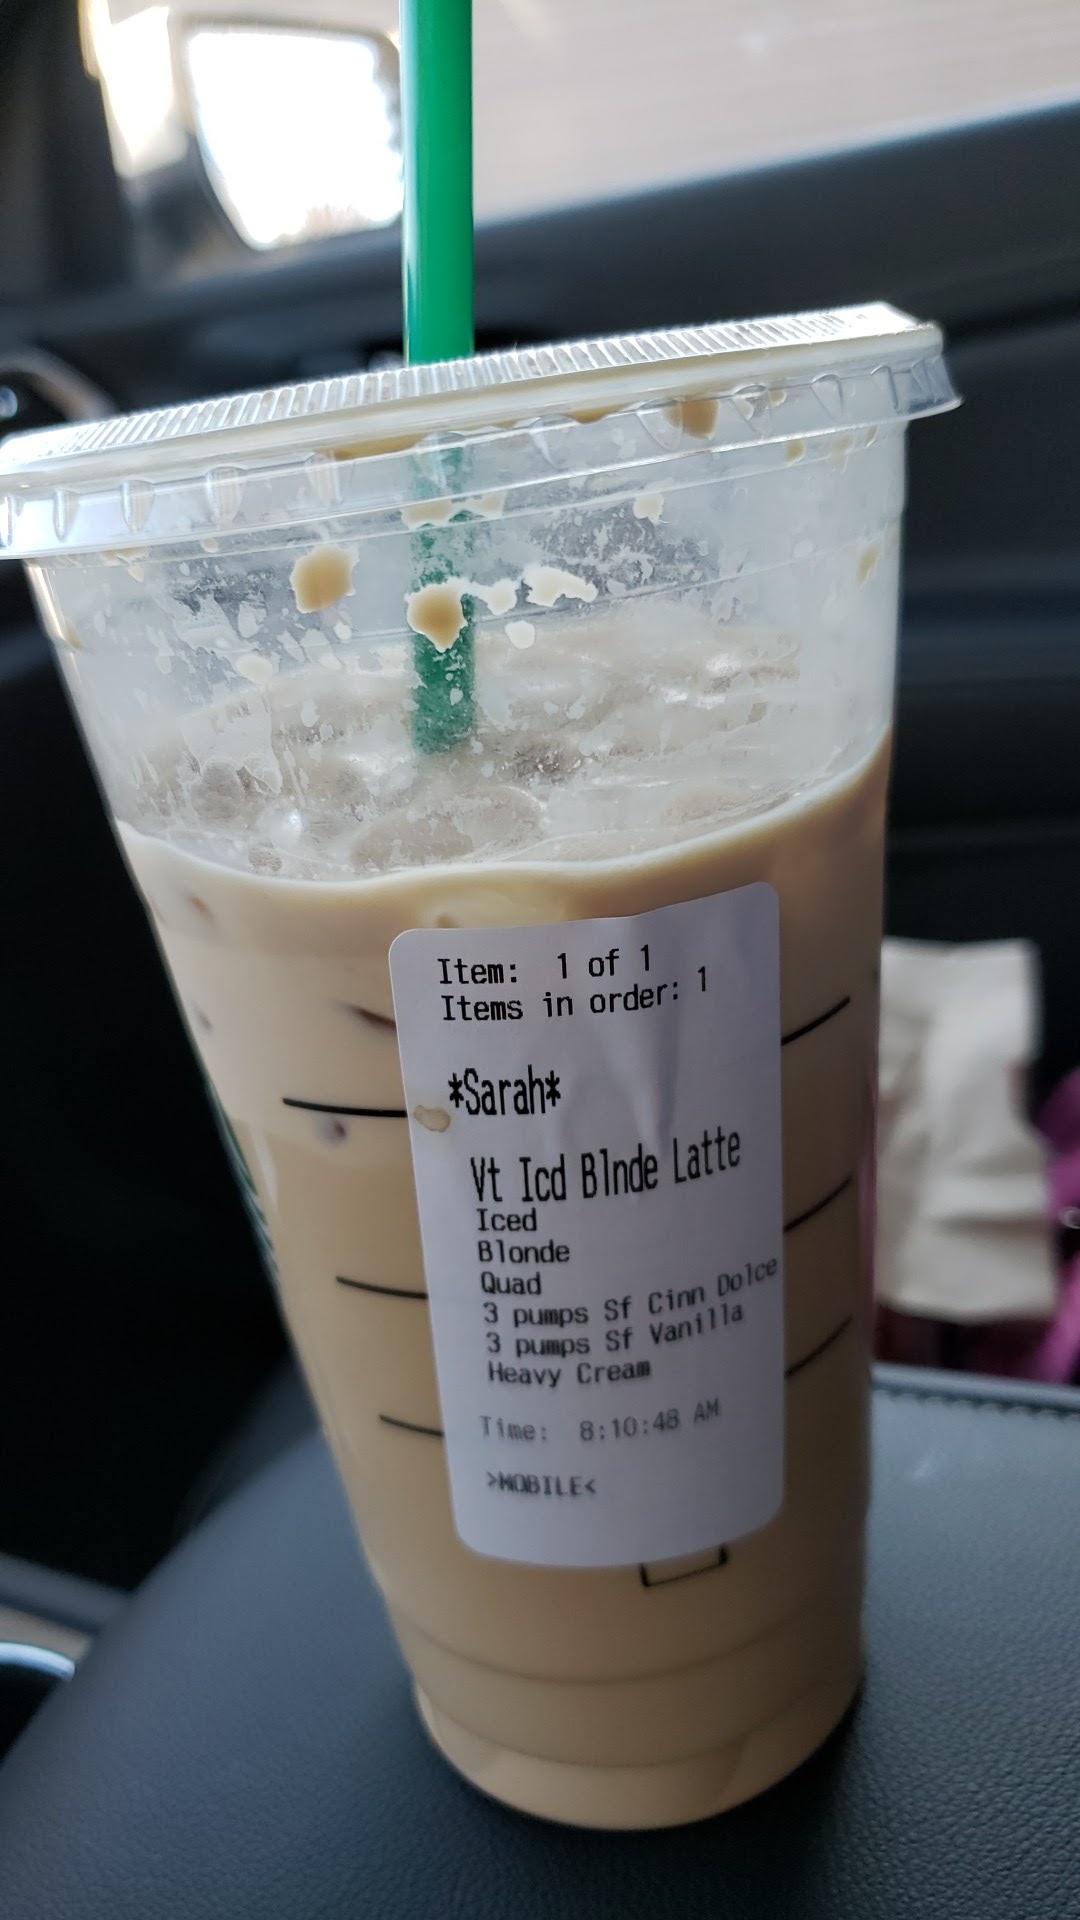 Item: 1 of 1
Items in order: 1
*Sarah*
Vt Icd Blnde Latte
Iced
Blonde
Quad
3 pumps Sf Cinn Dolce
3 pumps Sf Vanilla
Heavy Cream
Time: 8:10:48 AM
>MOBILE<